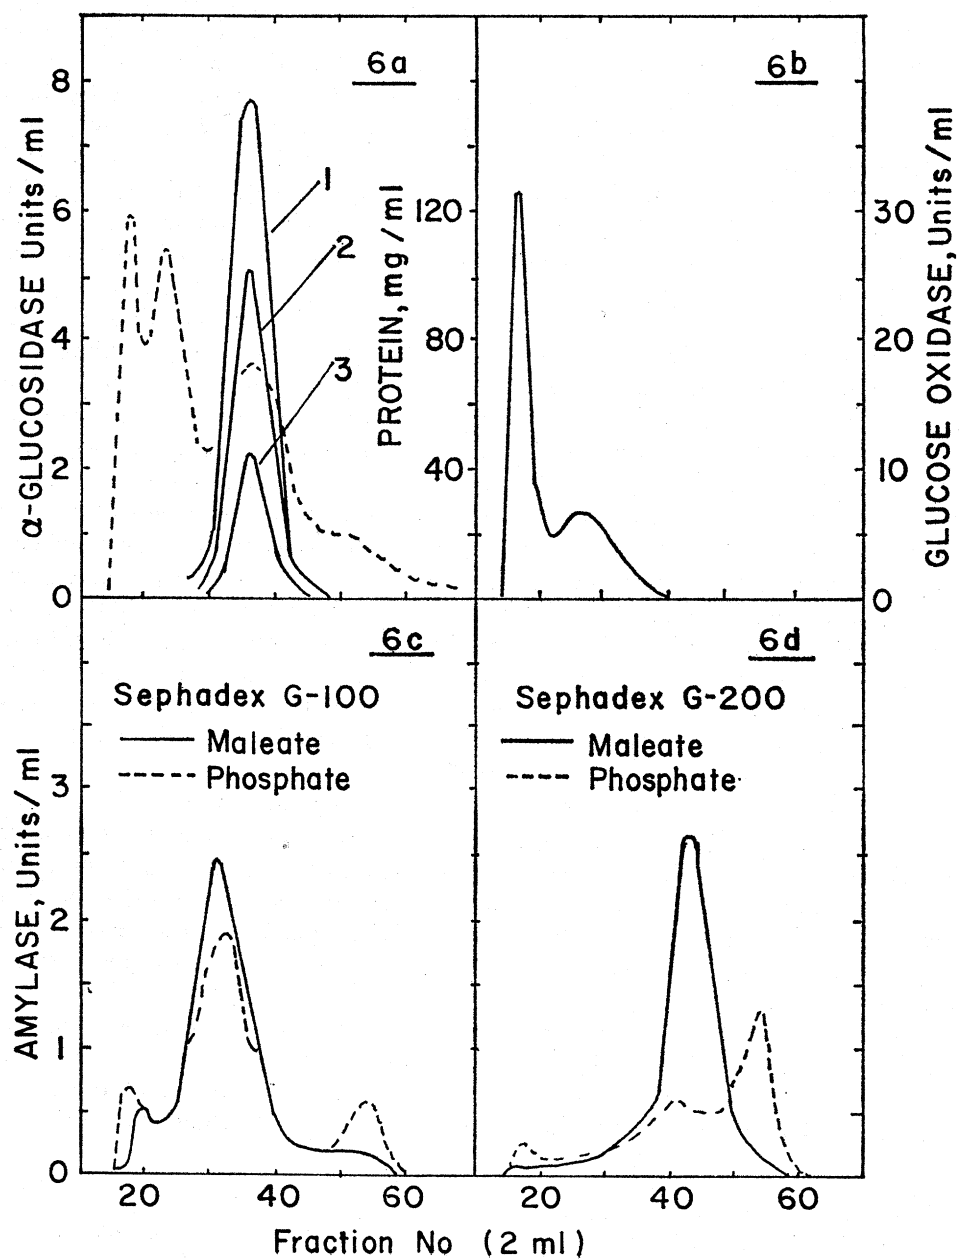 6a
6b
8
6
4
2
0
α-GLUCOSIDASE Units/ml
1
2
3
120
80
40
PROTEIN, mg/ml
30
20
10
0
GLUCOSE OXIDASE, Units/ml
6c
6d
Sephadex G-100
Maleate
Phosphate
Sephadex G-200
Maleate
Phosphate
3
2
1
0
AMYLASE, Units/ml
20 40 60
20 40 60
Fraction No (2 ml)